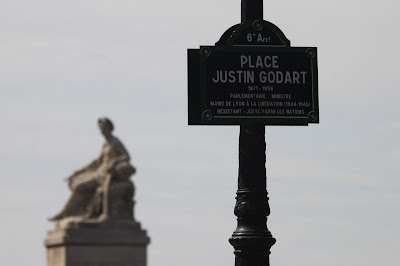 6e Arrt
PLACE
JUSTIN GODART
1871 - 1956
PARLEMENTAIRE - MINISTRE
MAIRE DE LYON À LA LIBÉRATION (1944-1945)
RÉSISTANT - JUSTE PARMI LES NATIONS